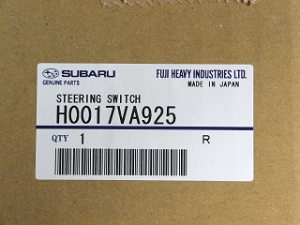 SUBARU FUJI HEAVY INDUSTRIES LTD.
GENUINE PARTS MADE IN JAPAN
STEERING SWITCH
H0017VA925
QTY 1 R